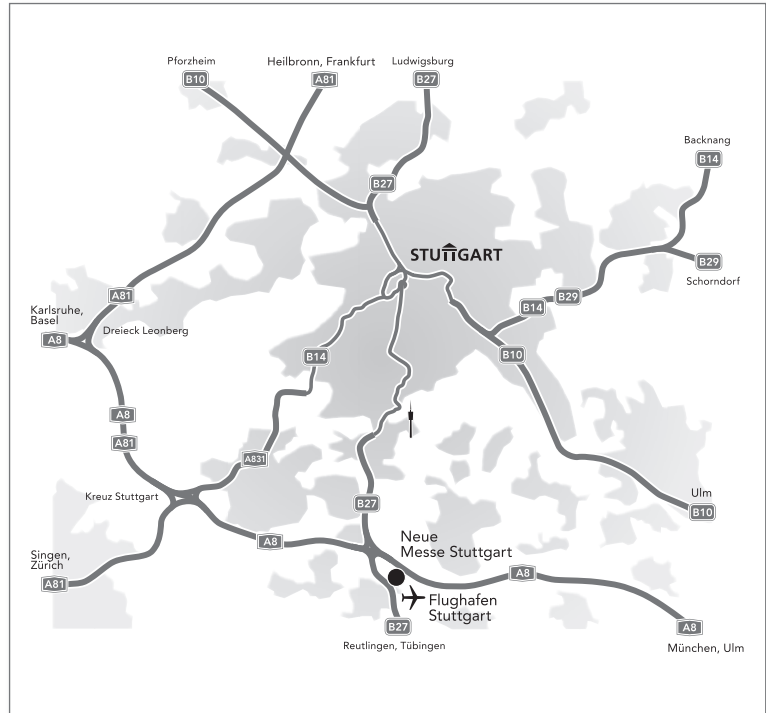 Pforzheim
B10
Heilbronn, Frankfurt
A81
Ludwigsburg
B27
Backnang
B14
B27
STUTTGART
B29
Schorndorf
A81
Karlsruhe,
Basel
A8
Dreieck Leonberg
B14
B29
B14
B10
A8
A81
A831
Kreuz Stuttgart
Ulm
B10
B27
A8
Neue
Messe Stuttgart
Singen,
Zürich
A81
A8
Flughafen
Stuttgart
B27
Reutlingen, Tübingen
A8
München, Ulm